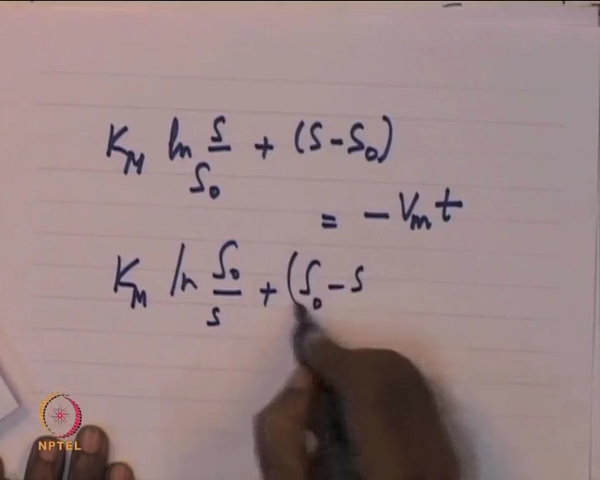 K_M ln S/S_0 + (S - S_0)
= - V_m t
K_M ln S_0/S + (S_0 - S
NPTEL